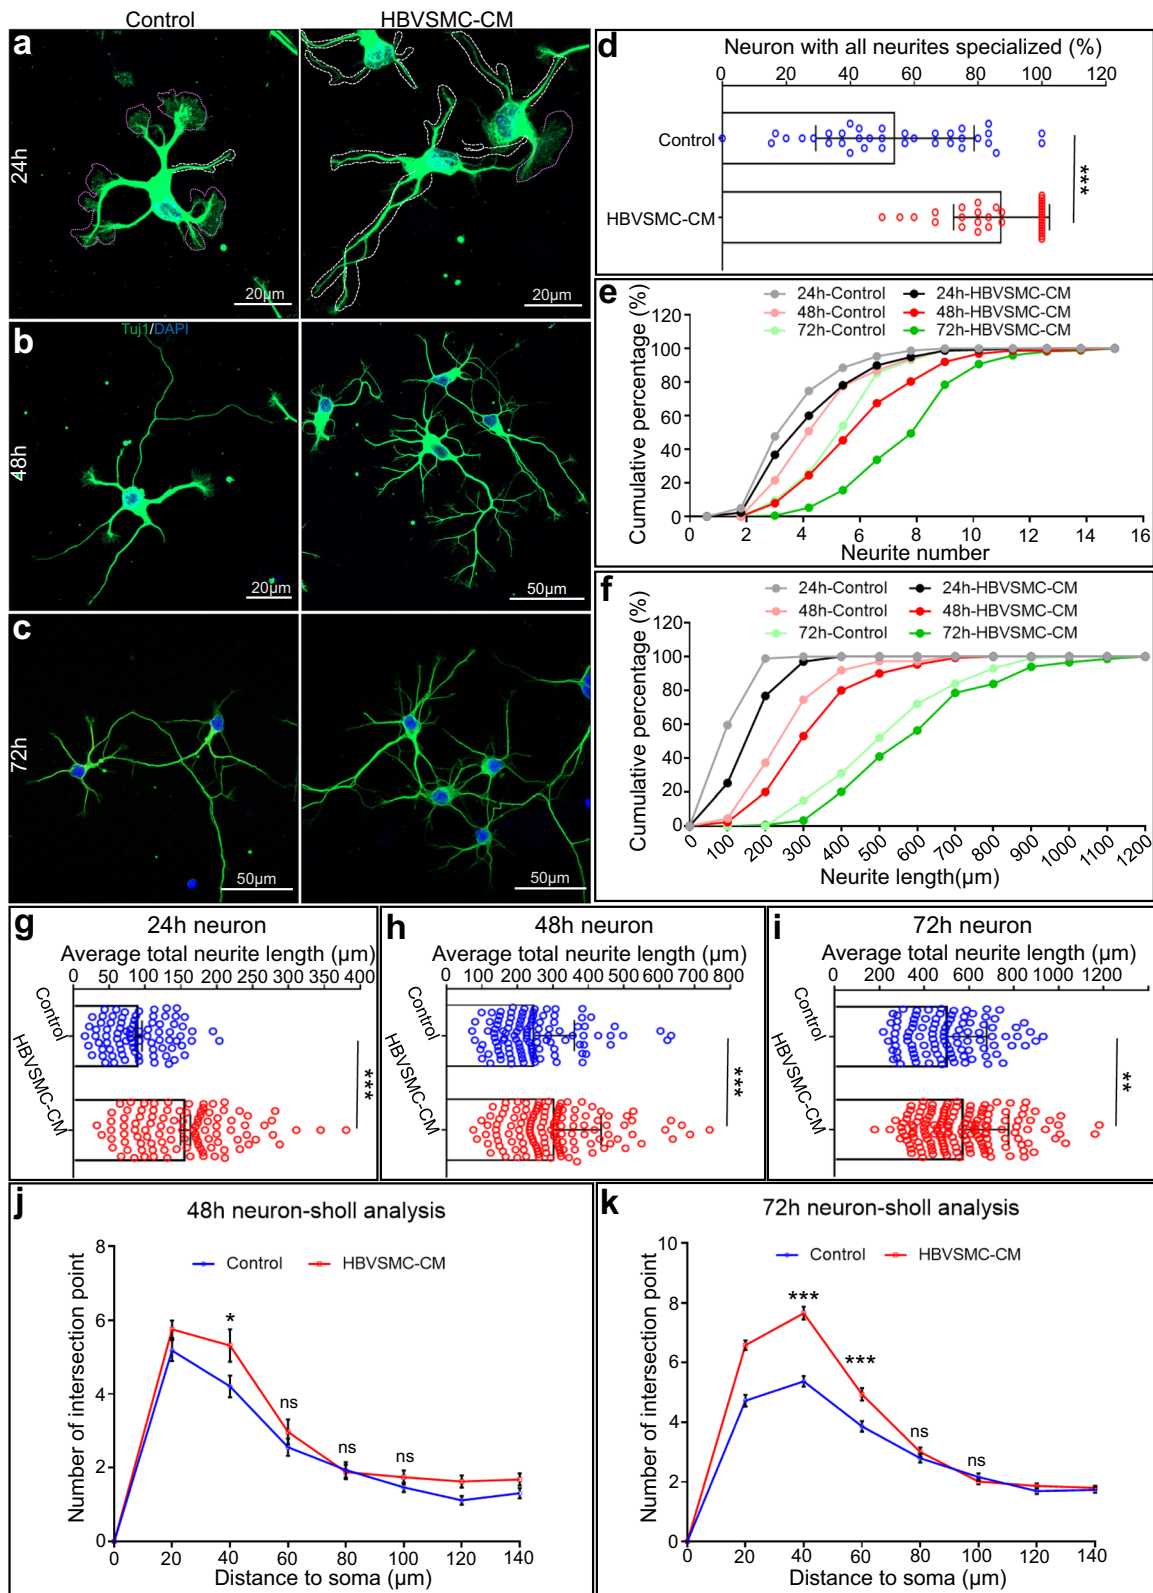 Control
HBVSMC-CM
a
24h
20µm
20µm
b
Tuj1/DAPI
48h
20µm
50µm
c
72h
50µm
50µm
d
Neuron with all neurites specialized (%)
0 20 40 60 80 100 120
Control
HBVSMC-CM
***
e
24h-Control 24h-HBVSMC-CM
48h-Control 48h-HBVSMC-CM
72h-Control 72h-HBVSMC-CM
Cumulative percentage (%)
120
100
80
60
40
20
0
0 2 4 6 8 10 12 14 16
Neurite number
f
24h-Control 24h-HBVSMC-CM
48h-Control 48h-HBVSMC-CM
72h-Control 72h-HBVSMC-CM
Cumulative percentage (%)
120
100
80
60
40
20
0
0 100 200 300 400 500 600 700 800 900 1000 1100 1200
Neurite length(µm)
g
24h neuron
Average total neurite length (µm)
0 50 100 150 200 250 300 350 400
Control
HBVSMC-CM
***
h
48h neuron
Average total neurite length (µm)
0 100 200 300 400 500 600 700 800
Control
HBVSMC-CM
***
i
72h neuron
Average total neurite length (µm)
0 200 400 600 800 1000 1200
Control
HBVSMC-CM
**
j
48h neuron-sholl analysis
Control HBVSMC-CM
Number of intersection point
8
6
4
2
0
*
ns
ns
ns
0 20 40 60 80 100 120 140
Distance to soma (µm)
k
72h neuron-sholl analysis
Control HBVSMC-CM
Number of intersection point
10
8
6
4
2
0
***
***
ns
ns
0 20 40 60 80 100 120 140
Distance to soma (µm)